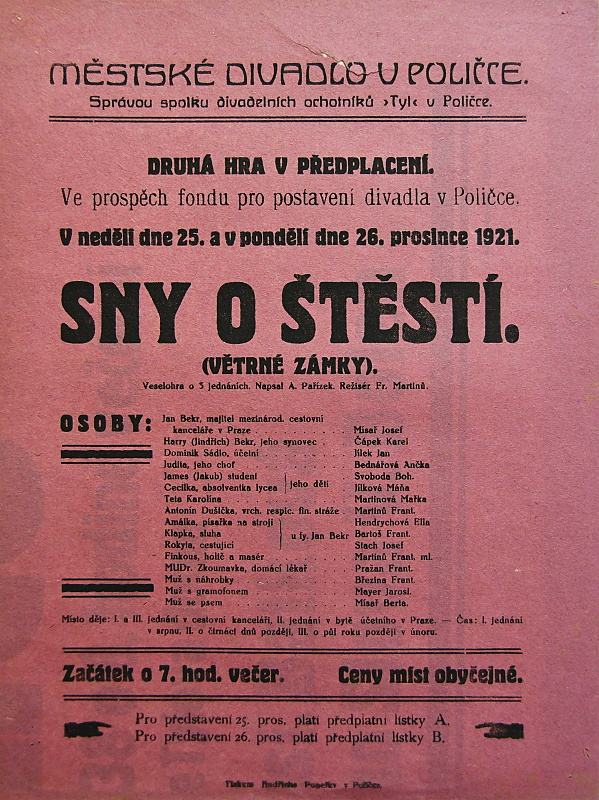 MĚSTSKÉ DIVADLO V POLIČCE.
Správou spolku divadelních ochotníků ›Tyl‹ v Poličce.
DRUHÁ HRA V PŘEDPLACENÍ.
Ve prospěch fondu pro postavení divadla v Poličce.
V neděli dne 25. a v pondělí dne 26. prosince 1921.
SNY O ŠTĚSTÍ.
(VĚTRNÉ ZÁMKY).
Veselohra o 3 jednáních. Napsal A. Pařízek. Režisér Fr. Martinů.
OSOBY:
Jan Bekr, majitel mezinárod. cestovní
kanceláře v Praze . . . . . . . . Mísař Josef
Harry (Jindřich) Bekr, jeho synovec . Čápek Karel
Dominik Sádlo, účetní . . . . . . . Jílek Jan
Judita, jeho choť . . . . . . . . Bednářová Ančka
James (Jakub) student } jeho děti . Svoboda Boh.
Cecilka, absolventka lycea . Jílková Máňa
Teta Karolina . . . . . . . . Martinová Mařka
Antonín Dušička, vrch. respic. fin. stráže . Martinů Frant.
Amálka, písařka na stroji } u fy. Jan Bekr Hendrychová Ella
Klapka, sluha Bartoš Frant.
Rokyta, cestující Stach Josef
Finkous, holič a masér . . . . . . Martinů Frant. ml.
MUDr. Zkoumavka, domácí lékař . . Pražan Frant.
Muž s náhrobky . . . . . . . . Březina Frant.
Muž s gramofonem . . . . . . . Mayer Jarosl.
Muž se psem . . . . . . . . Mísař Berta.
Místo děje: I. a III. jednání v cestovní kanceláři, II. jednání v bytě účetního v Praze. — Čas: I. jednání
v srpnu, II. o čtrnáct dnů později, III. o půl roku později v únoru.
Začátek o 7. hod. večer. Ceny míst obyčejné.
Pro představení 25. pros. platí předplatní lístky A.
Pro představení 26. pros. platí předplatní lístky B.
Tiskem Jindřicha Popelky v Poličce.